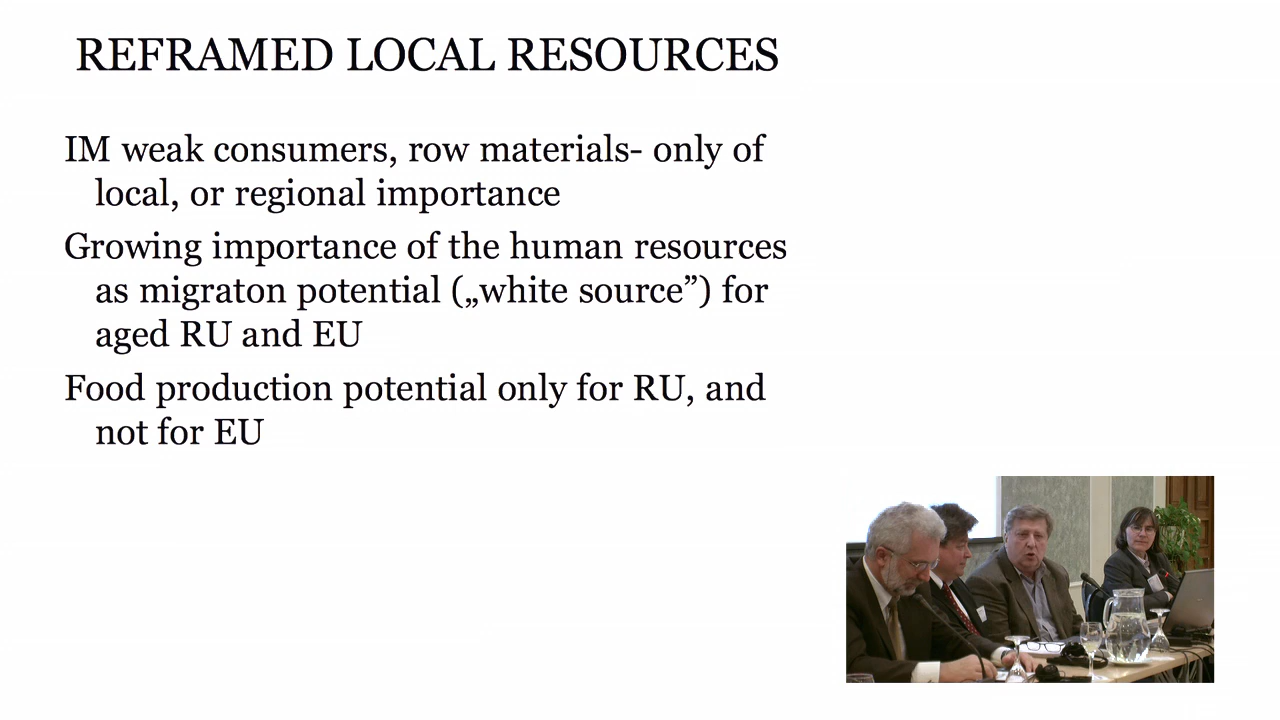 REFRAMED LOCAL RESOURCES
IM weak consumers, row materials- only of
local, or regional importance
Growing importance of the human resources
as migraton potential („white source”) for
aged RU and EU
Food production potential only for RU, and
not for EU